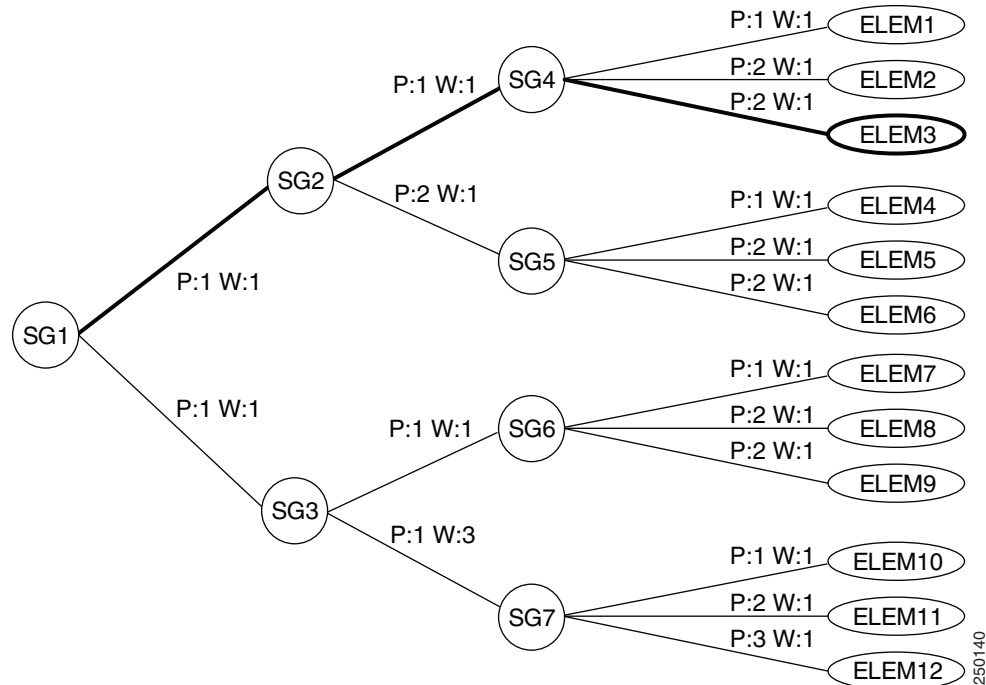 P:1 W:1 ELEM1
P:1 W:1 SG4 P:2 W:1 ELEM2
P:2 W:1 ELEM3
SG2
P:2 W:1 P:1 W:1 ELEM4
SG5 P:2 W:1 ELEM5
P:1 W:1 P:2 W:1 ELEM6
SG1
P:1 W:1 P:1 W:1 ELEM7
P:1 W:1 SG6 P:2 W:1 ELEM8
P:2 W:1 ELEM9
SG3
P:1 W:3 P:1 W:1 ELEM10
SG7 P:2 W:1 ELEM11
P:3 W:1 ELEM12
250140